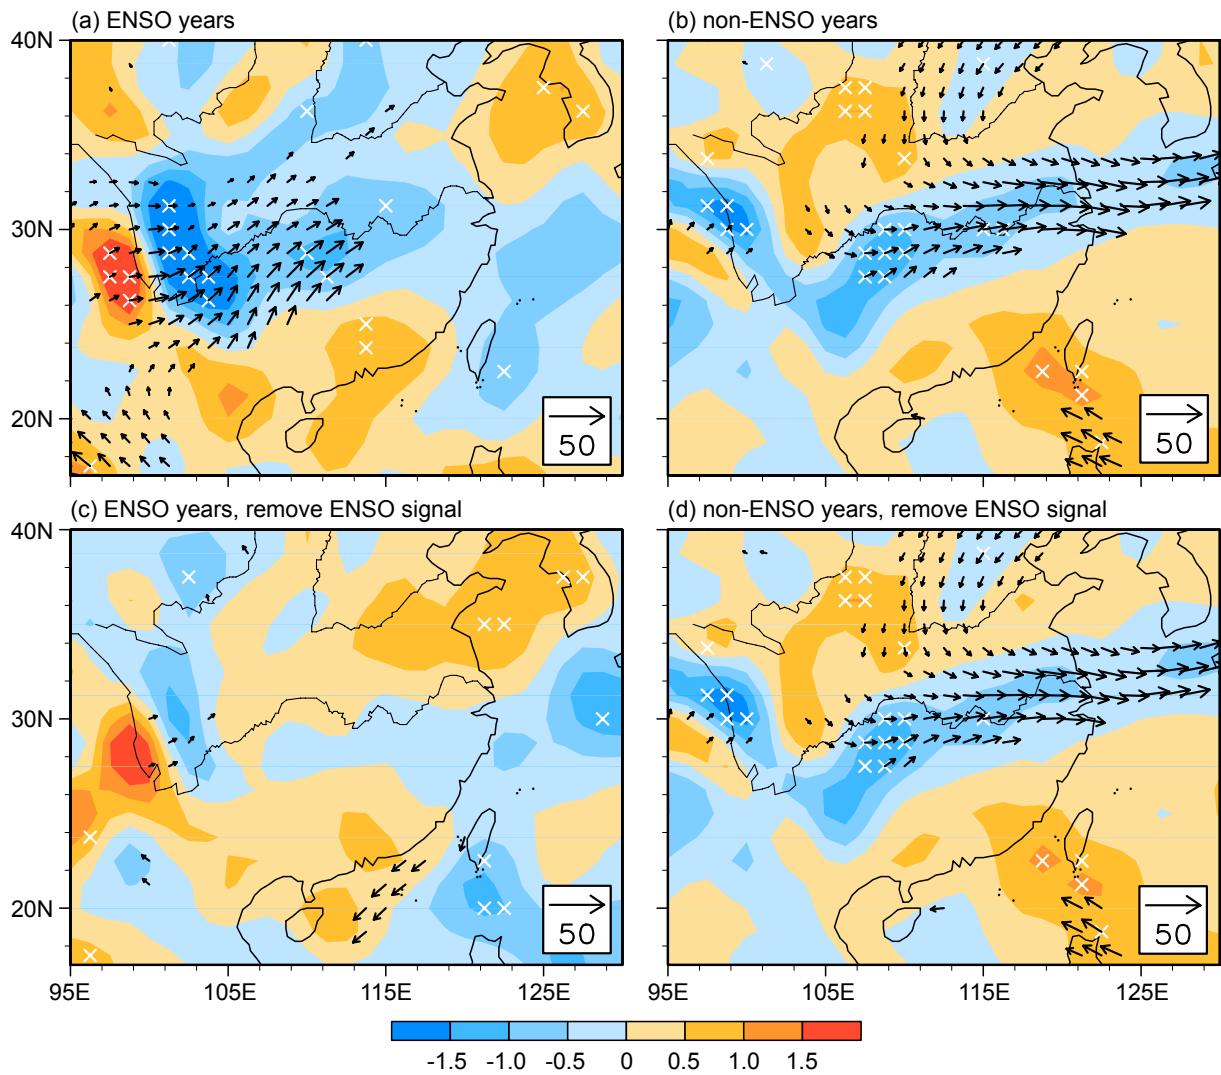 (a) ENSO years
(b) non-ENSO years
40N
30N
20N
50
50
(c) ENSO years, remove ENSO signal
(d) non-ENSO years, remove ENSO signal
40N
30N
20N
50
50
95E 105E 115E 125E
95E 105E 115E 125E
-1.5 -1.0 -0.5 0 0.5 1.0 1.5